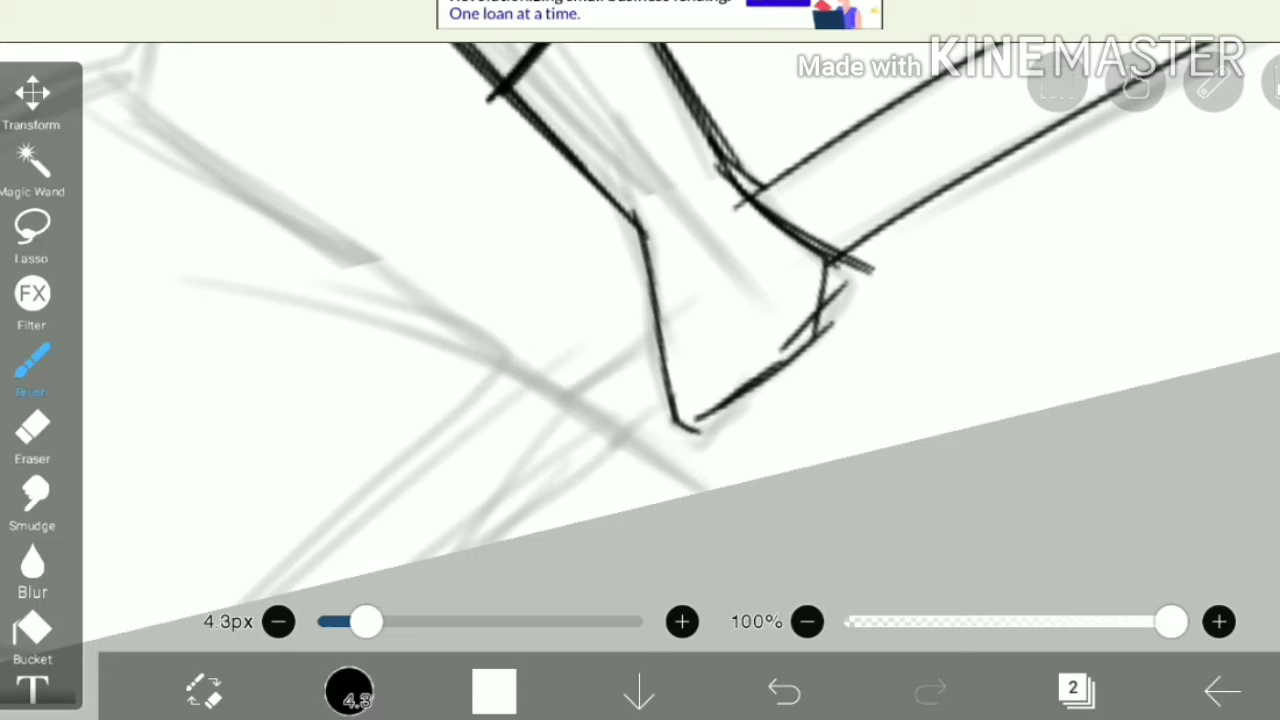 One loan at a time.
Made with KINEMASTER
Transform
Magic Wand
Lasso
FX
Filter
Brush
Eraser
Smudge
Blur
Bucket
T
4.3px
100%
4.3
2